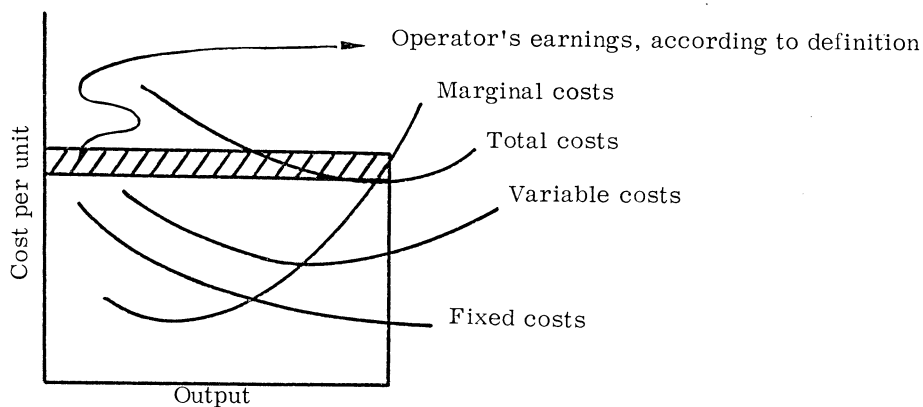 Operator's earnings, according to definition
Marginal costs
Total costs
Variable costs
Fixed costs
Cost per unit
Output